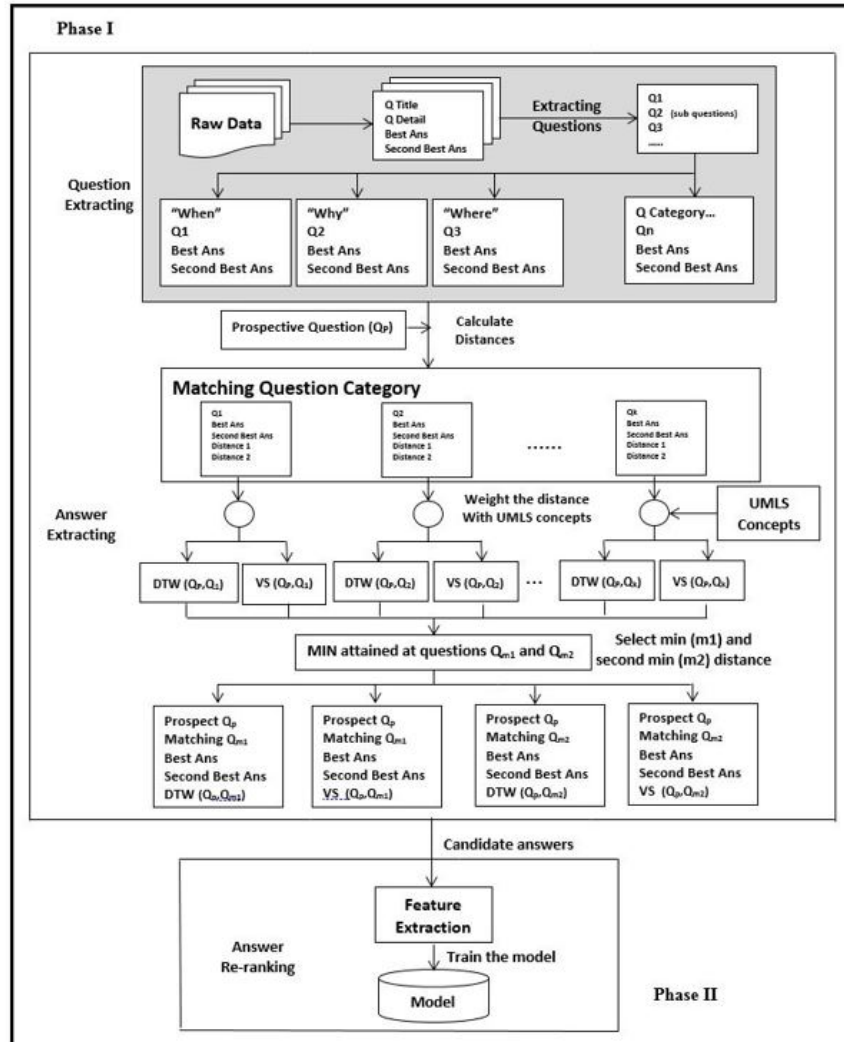 Phase I
Raw Data
Q Title
Q Detail
Best Ans
Second Best Ans
Extracting
Questions
Q1
Q2 (sub questions)
Q3
......
Question
Extracting
“When”
Q1
Best Ans
Second Best Ans
“Why”
Q2
Best Ans
Second Best Ans
“Where”
Q3
Best Ans
Second Best Ans
Q Category...
Qn
Best Ans
Second Best Ans
Prospective Question (QP)
Calculate
Distances
Matching Question Category
Q1
Best Ans
Second Best Ans
Distance 1
Distance 2
Q2
Best Ans
Second Best Ans
Distance 1
Distance 2
......
Qk
Best Ans
Second Best Ans
Distance 1
Distance 2
Answer
Extracting
Weight the distance
With UMLS concepts
UMLS
Concepts
DTW (QP,Q1)
VS (QP,Q1)
DTW (QP,Q2)
VS (QP,Q2)
...
DTW (QP,Qk)
VS (QP,Qk)
MIN attained at questions Qm1 and Qm2
Select min (m1) and
second min (m2) distance
Prospect Qp
Matching Qm1
Best Ans
Second Best Ans
DTW (Qp,Qm1)
Prospect Qp
Matching Qm1
Best Ans
Second Best Ans
VS (Qp,Qm1)
Prospect Qp
Matching Qm2
Best Ans
Second Best Ans
DTW (Qp,Qm2)
Prospect Qp
Matching Qm2
Best Ans
Second Best Ans
VS (Qp,Qm2)
Candidate answers
Feature
Extraction
Answer
Re-ranking
Train the model
Model
Phase II